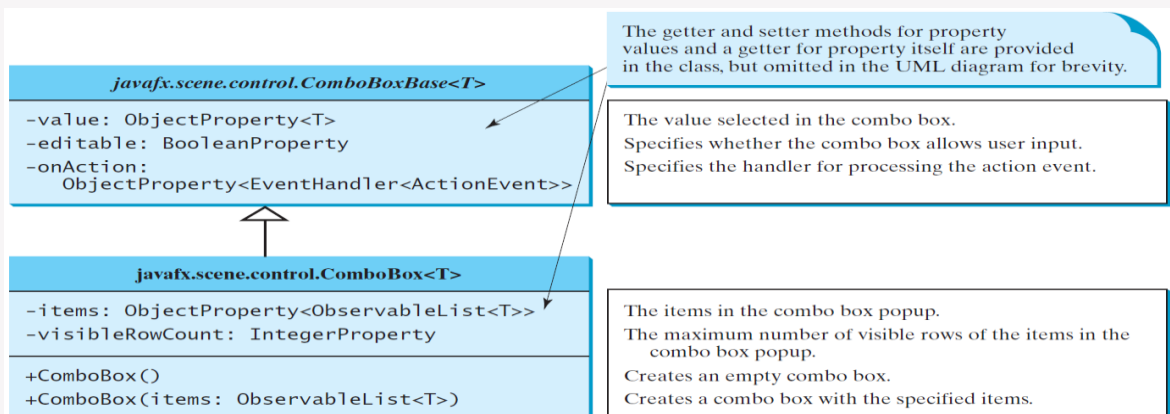 The getter and setter methods for property
values and a getter for property itself are provided
in the class, but omitted in the UML diagram for brevity.
javafx.scene.control.ComboBoxBase<T>
-value: ObjectProperty<T>
-editable: BooleanProperty
-onAction:
ObjectProperty<EventHandler<ActionEvent>>
The value selected in the combo box.
Specifies whether the combo box allows user input.
Specifies the handler for processing the action event.
javafx.scene.control.ComboBox<T>
-items: ObjectProperty<ObservableList<T>>
-visibleRowCount: IntegerProperty
+ComboBox()
+ComboBox(items: ObservableList<T>)
The items in the combo box popup.
The maximum number of visible rows of the items in the
combo box popup.
Creates an empty combo box.
Creates a combo box with the specified items.